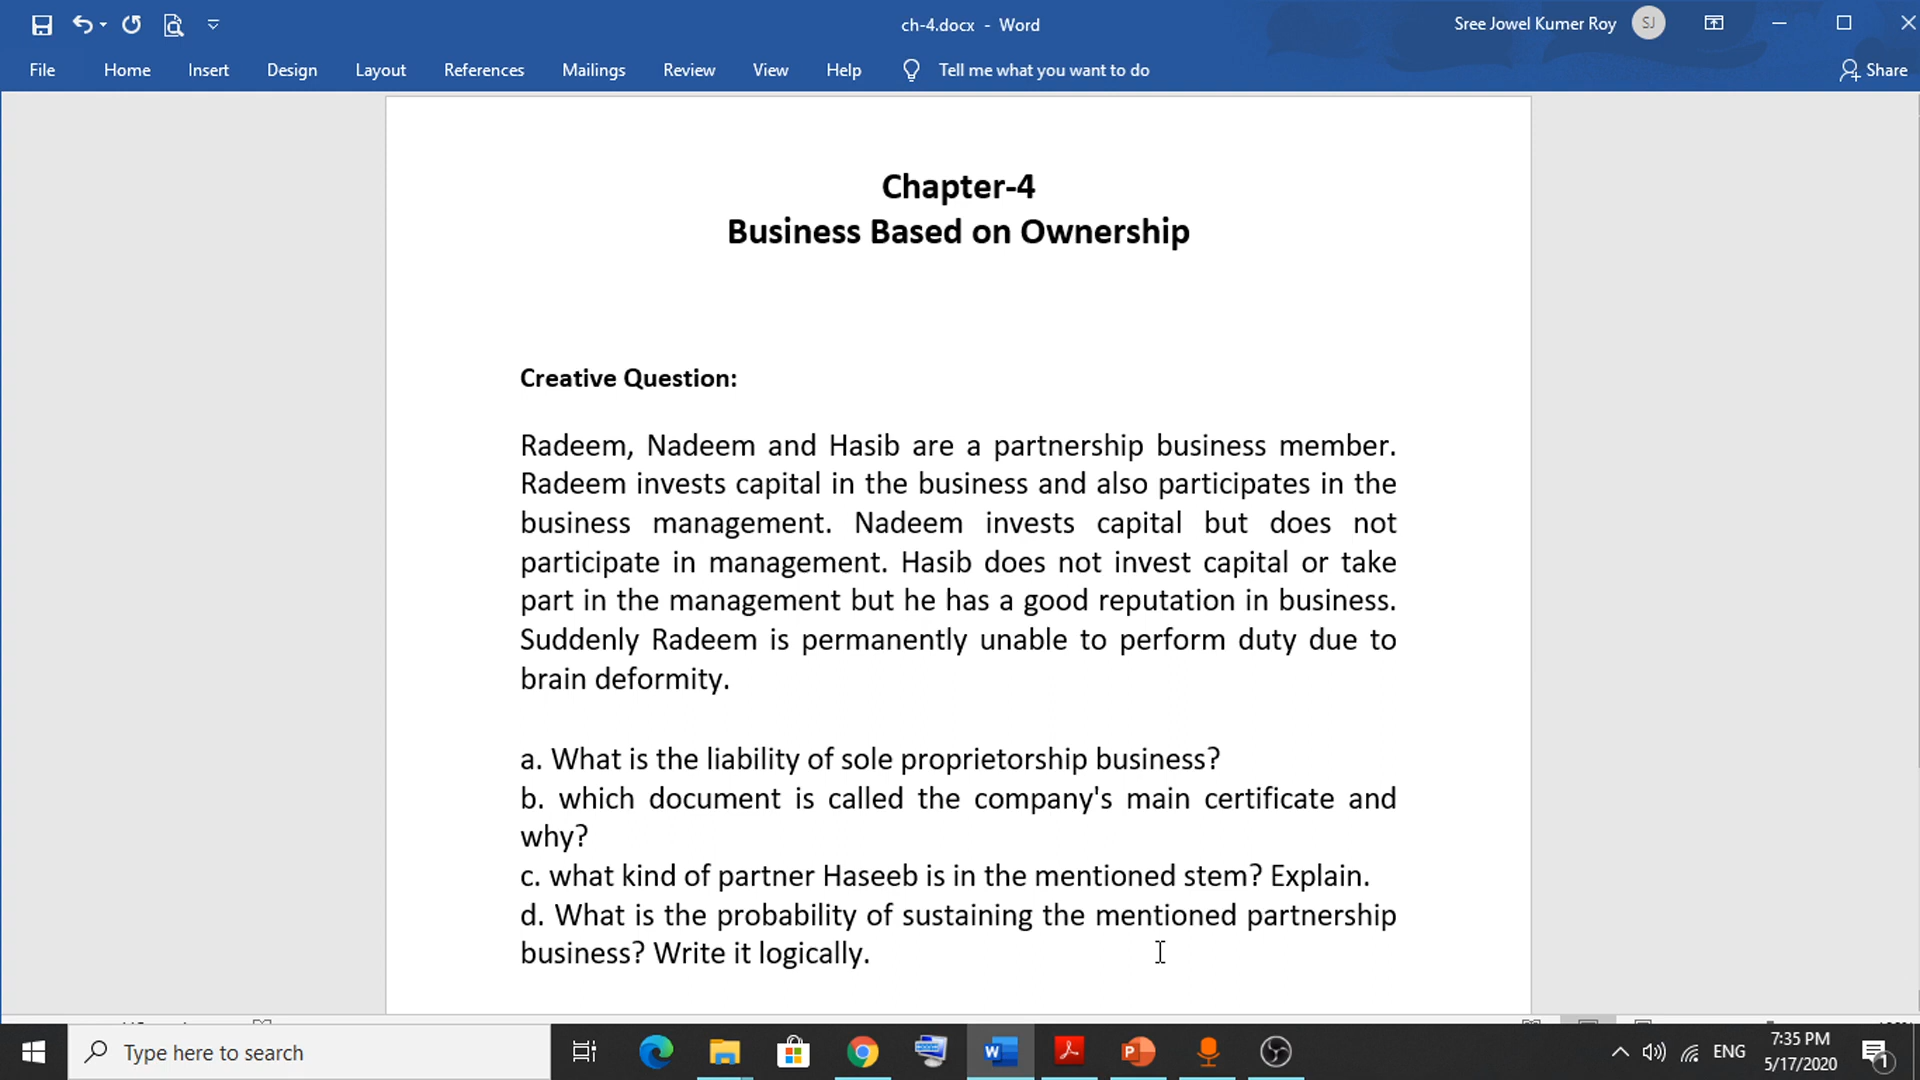 ch-4.docx - Word
Sree Jowel Kumer Roy SJ
File Home Insert Design Layout References Mailings Review View Help Tell me what you want to do Share
Chapter-4
Business Based on Ownership
Creative Question:
Radeem, Nadeem and Hasib are a partnership business member.
Radeem invests capital in the business and also participates in the
business management. Nadeem invests capital but does not
participate in management. Hasib does not invest capital or take
part in the management but he has a good reputation in business.
Suddenly Radeem is permanently unable to perform duty due to
brain deformity.
a. What is the liability of sole proprietorship business?
b. which document is called the company's main certificate and
why?
c. what kind of partner Haseeb is in the mentioned stem? Explain.
d. What is the probability of sustaining the mentioned partnership
business? Write it logically.
Type here to search
ENG
7:35 PM
5/17/2020
1